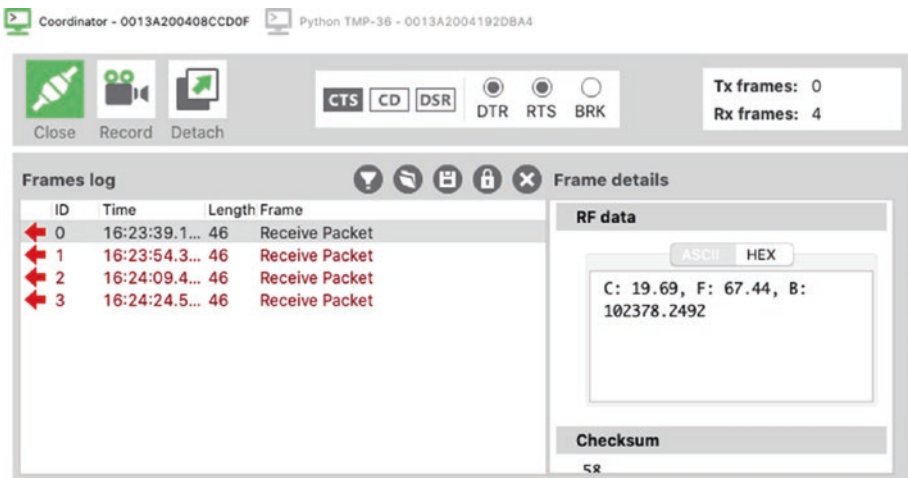 Coordinator - 0013A200408CCD0F Python TMP-36 - 0013A2004192DBA4
Close Record Detach
CTS CD DSR
DTR RTS BRK
Tx frames: 0
Rx frames: 4
Frames log
ID Time Length Frame
0 16:23:39.1... 46 Receive Packet
1 16:23:54.3... 46 Receive Packet
2 16:24:09.4... 46 Receive Packet
3 16:24:24.5... 46 Receive Packet
Frame details
RF data
ASCII HEX
C: 19.69, F: 67.44, B:
102378.2492
Checksum
58